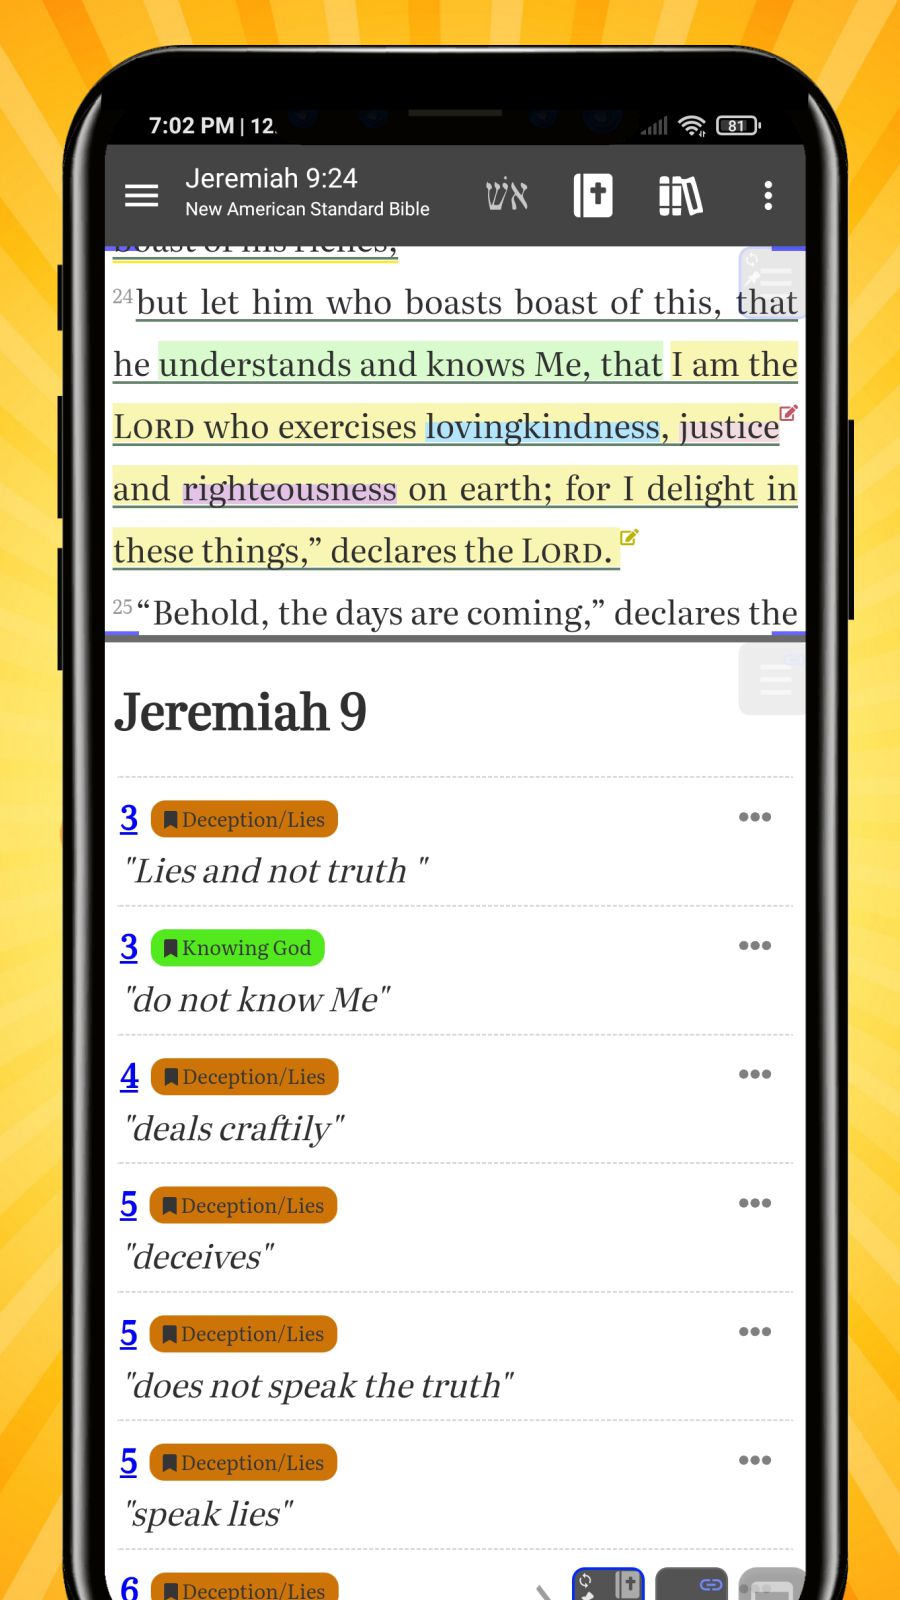 7:02 PM | 12
81
Jeremiah 9:24
New American Standard Bible
אשׁ
boast of his riches,
24 but let him who boasts boast of this, that
he understands and knows Me, that I am the
LORD who exercises lovingkindness, justice
and righteousness on earth; for I delight in
these things,” declares the LORD.
25 “Behold, the days are coming,” declares the
Jeremiah 9
3 Deception/Lies
"Lies and not truth "
3 Knowing God
"do not know Me"
4 Deception/Lies
"deals craftily"
5 Deception/Lies
"deceives"
5 Deception/Lies
"does not speak the truth"
5 Deception/Lies
"speak lies"
6 Deception/Lies